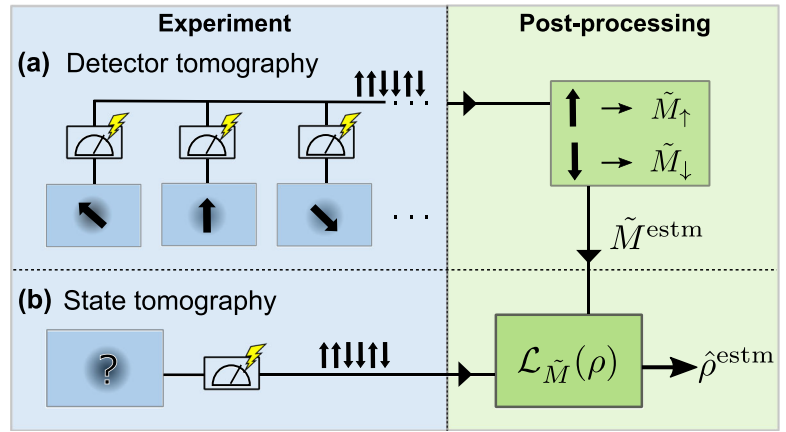 Experiment
Post-processing
(a) Detector tomography
↑↑↓↓↑↓
. . .
↑ → M̃↑
↓ → M̃↓
. . .
M̃^estm
(b) State tomography
?
↑↑↓↓↑↓
ℒ_M̃(ρ)
ρ̂^estm